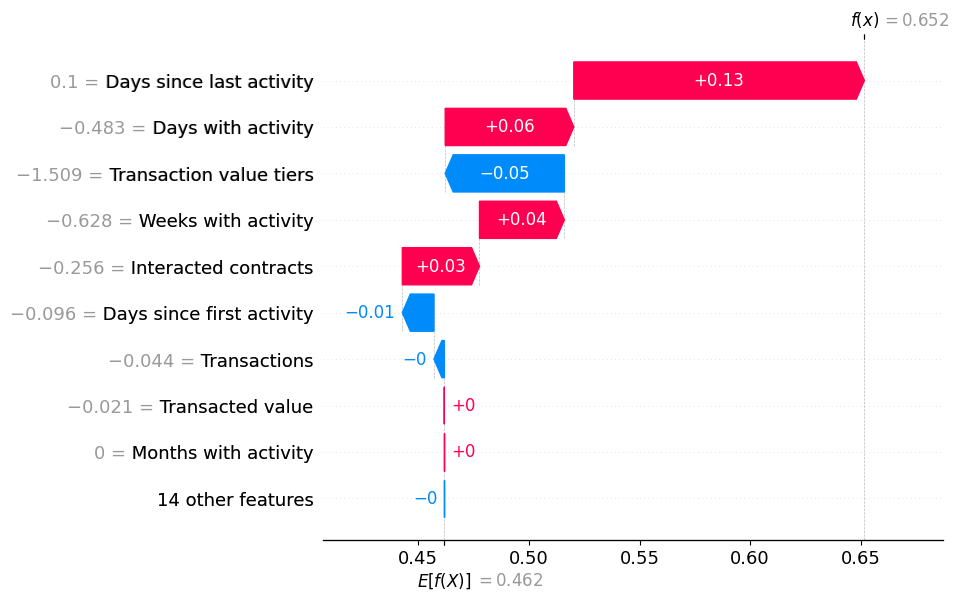 f(x) = 0.652
0.1 = Days since last activity +0.13
−0.483 = Days with activity +0.06
−1.509 = Transaction value tiers −0.05
−0.628 = Weeks with activity +0.04
−0.256 = Interacted contracts +0.03
−0.096 = Days since first activity −0.01
−0.044 = Transactions −0
−0.021 = Transacted value +0
0 = Months with activity +0
14 other features −0
0.45 0.50 0.55 0.60 0.65
E[f(X)] = 0.462